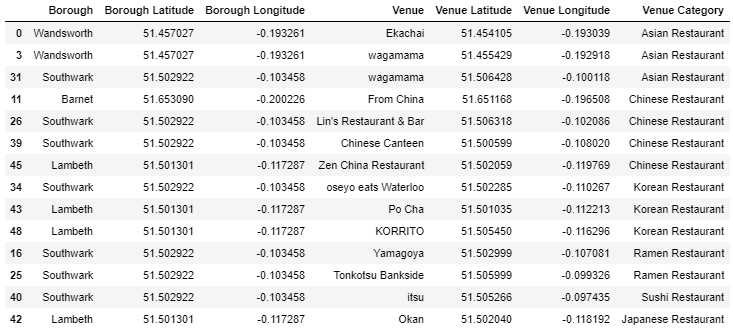 Borough Borough Latitude Borough Longitude Venue Venue Latitude Venue Longitude Venue Category
0 Wandsworth 51.457027 -0.193261 Ekachai 51.454105 -0.193039 Asian Restaurant
3 Wandsworth 51.457027 -0.193261 wagamama 51.455429 -0.192918 Asian Restaurant
31 Southwark 51.502922 -0.103458 wagamama 51.506428 -0.100118 Asian Restaurant
11 Barnet 51.653090 -0.200226 From China 51.651168 -0.196508 Chinese Restaurant
26 Southwark 51.502922 -0.103458 Lin's Restaurant & Bar 51.506318 -0.102086 Chinese Restaurant
39 Southwark 51.502922 -0.103458 Chinese Canteen 51.500599 -0.108020 Chinese Restaurant
45 Lambeth 51.501301 -0.117287 Zen China Restaurant 51.502059 -0.119769 Chinese Restaurant
34 Southwark 51.502922 -0.103458 oseyo eats Waterloo 51.502285 -0.110267 Korean Restaurant
43 Lambeth 51.501301 -0.117287 Po Cha 51.501035 -0.112213 Korean Restaurant
48 Lambeth 51.501301 -0.117287 KORRITO 51.505450 -0.116296 Korean Restaurant
16 Southwark 51.502922 -0.103458 Yamagoya 51.502999 -0.107081 Ramen Restaurant
25 Southwark 51.502922 -0.103458 Tonkotsu Bankside 51.505999 -0.099326 Ramen Restaurant
40 Southwark 51.502922 -0.103458 itsu 51.505266 -0.097435 Sushi Restaurant
42 Lambeth 51.501301 -0.117287 Okan 51.502040 -0.118192 Japanese Restaurant